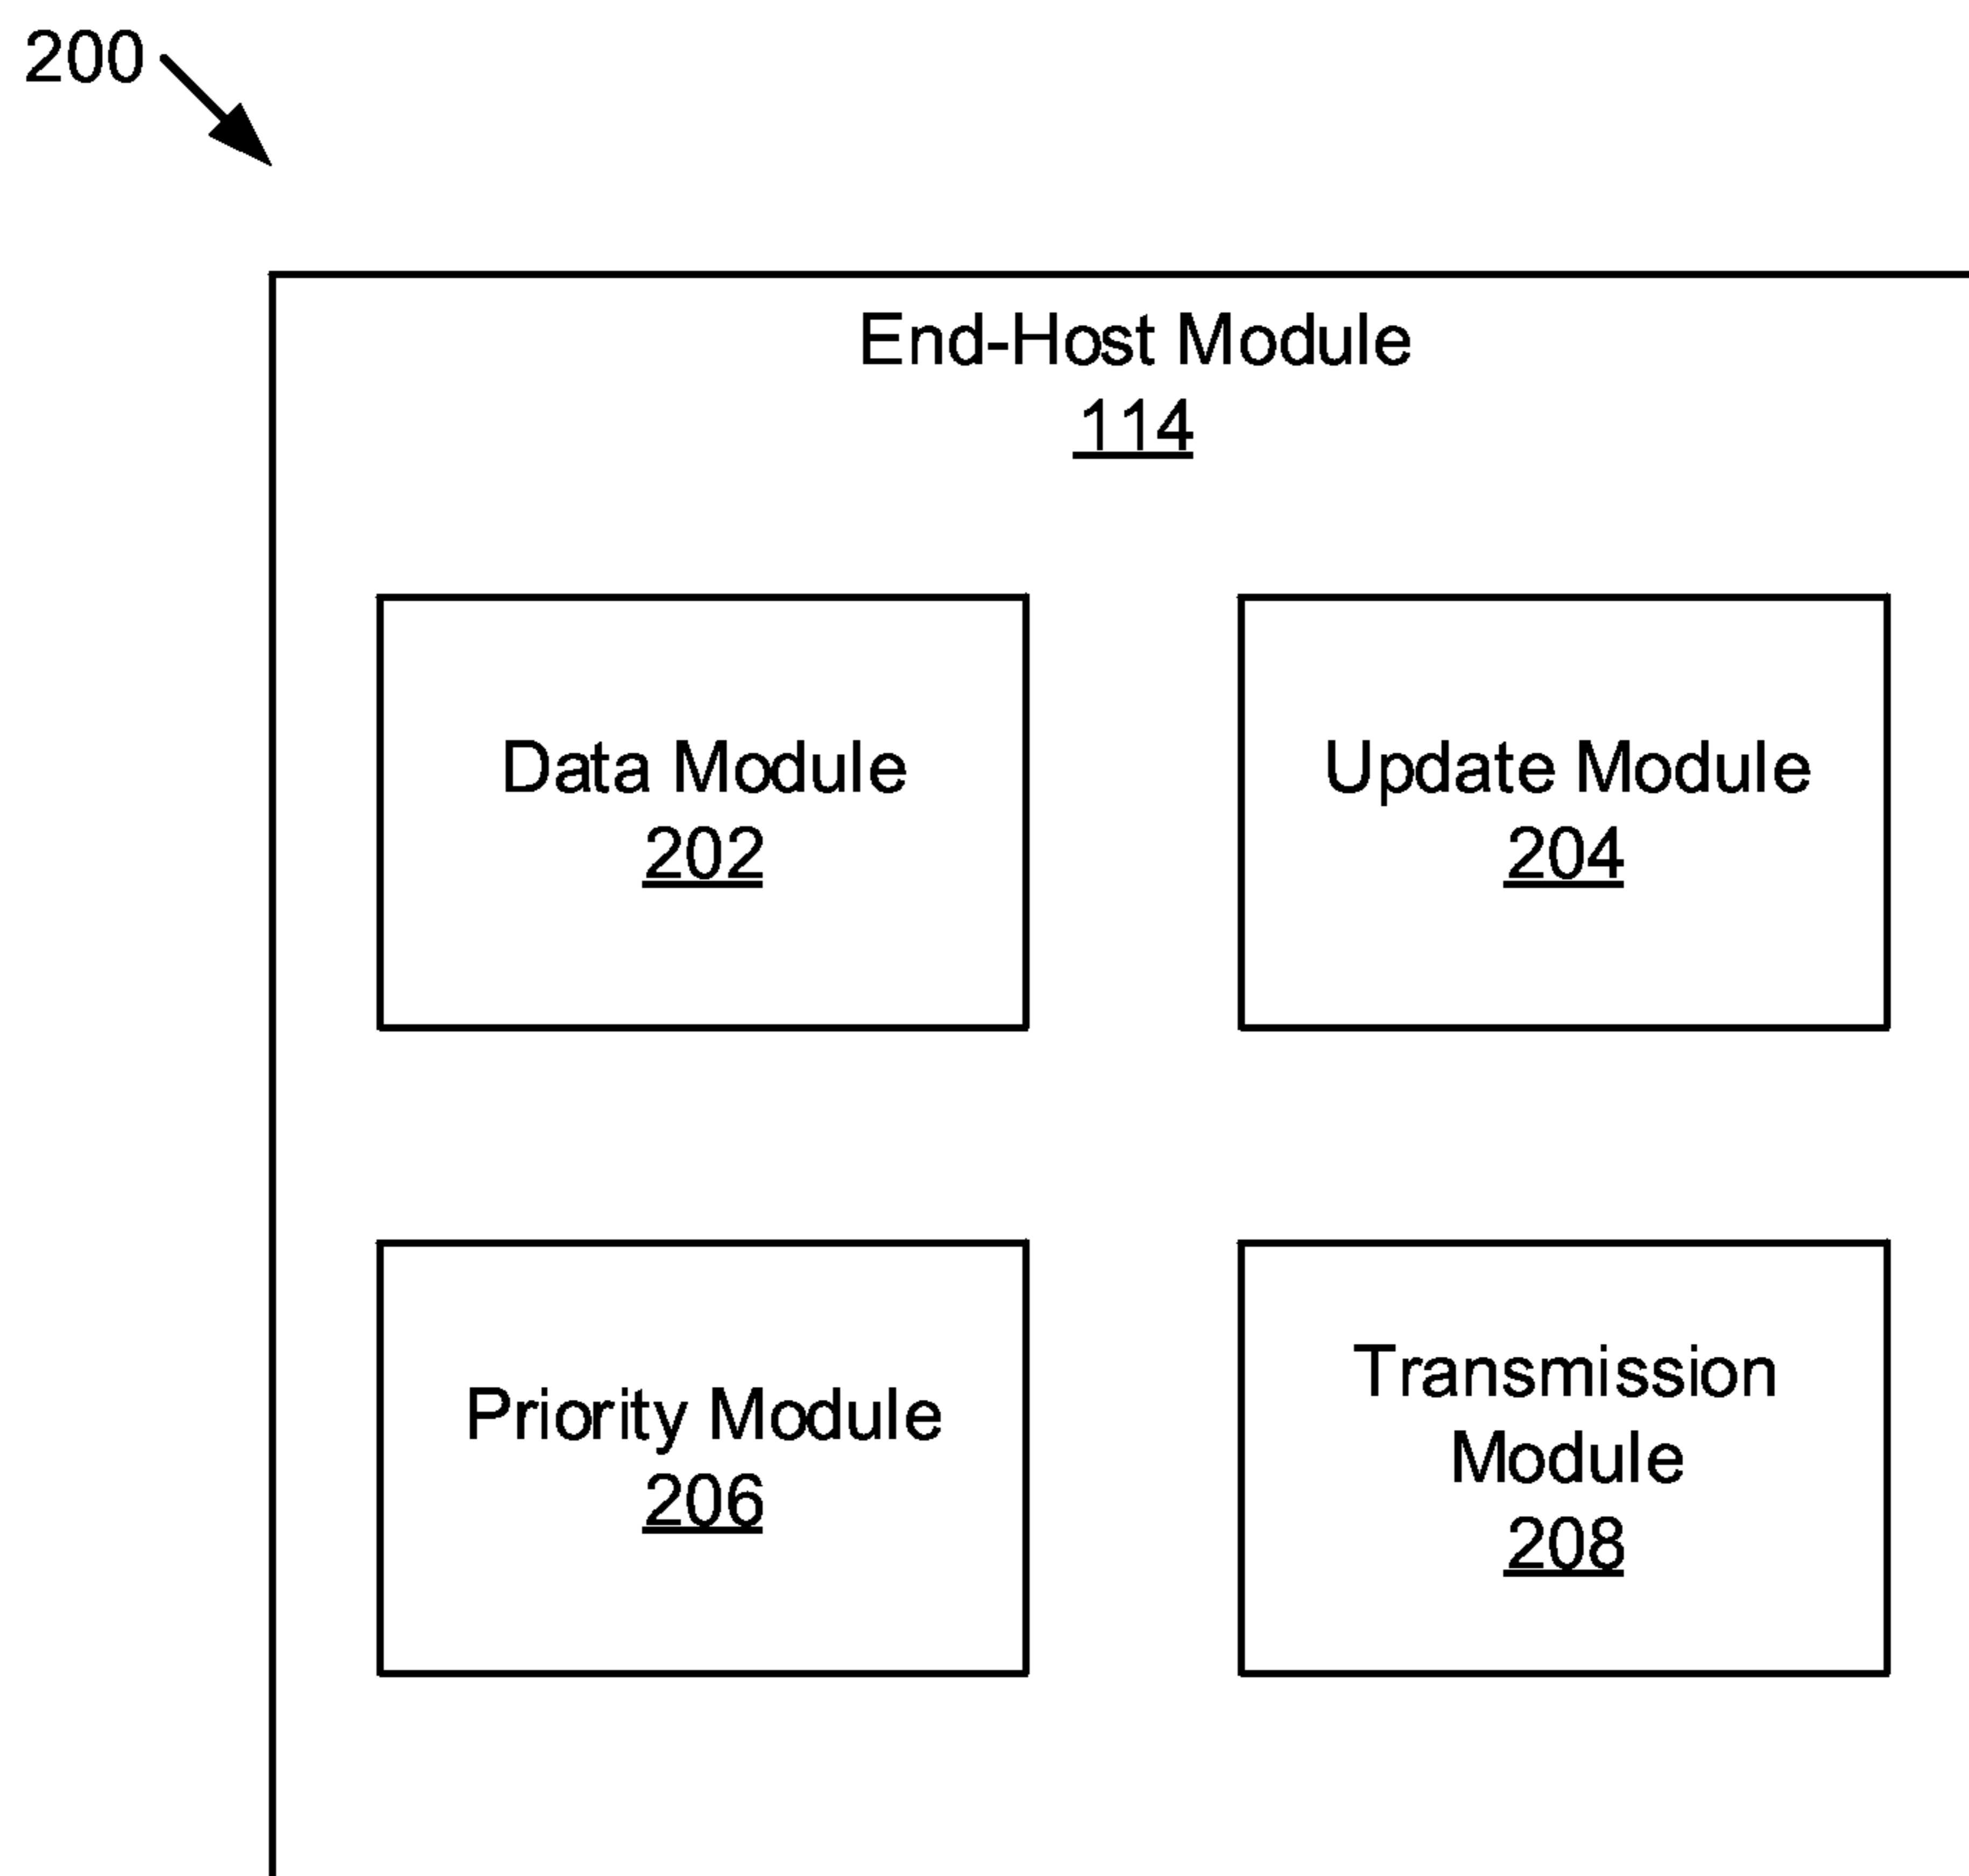 200
End-Host Module
114
Data Module
202
Update Module
204
Priority Module
206
Transmission
Module
208